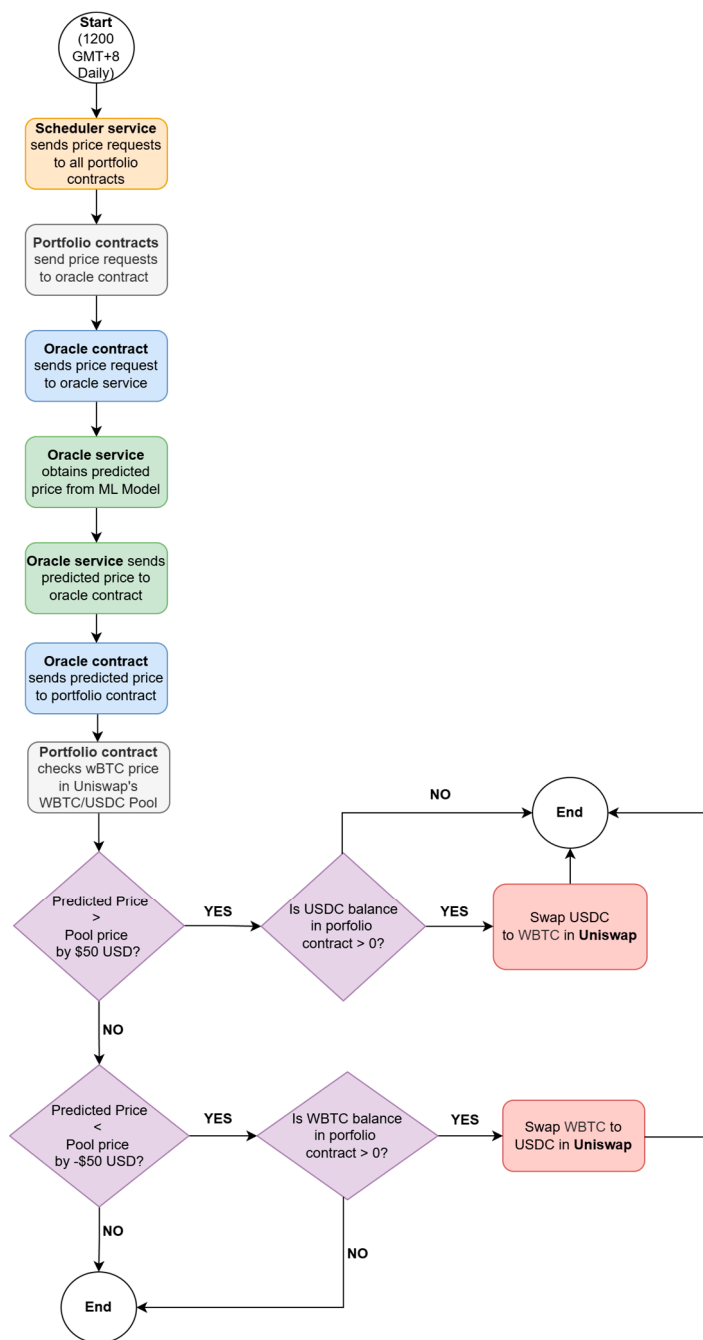 Start
(1200
GMT+8
Daily)
Scheduler service
sends price requests
to all portfolio
contracts
Portfolio contracts
send price requests
to oracle contract
Oracle contract
sends price request
to oracle service
Oracle service
obtains predicted
price from ML Model
Oracle service sends
predicted price to
oracle contract
Oracle contract
sends predicted price
to portfolio contract
Portfolio contract
checks wBTC price
in Uniswap's
WBTC/USDC Pool
Predicted Price
>
Pool price
by $50 USD?
YES
Is USDC balance
in porfolio
contract > 0?
NO
YES
Swap USDC
to WBTC in Uniswap
End
NO
Predicted Price
<
Pool price
by -$50 USD?
YES
Is WBTC balance
in porfolio
contract > 0?
YES
Swap WBTC to
USDC in Uniswap
NO
NO
End